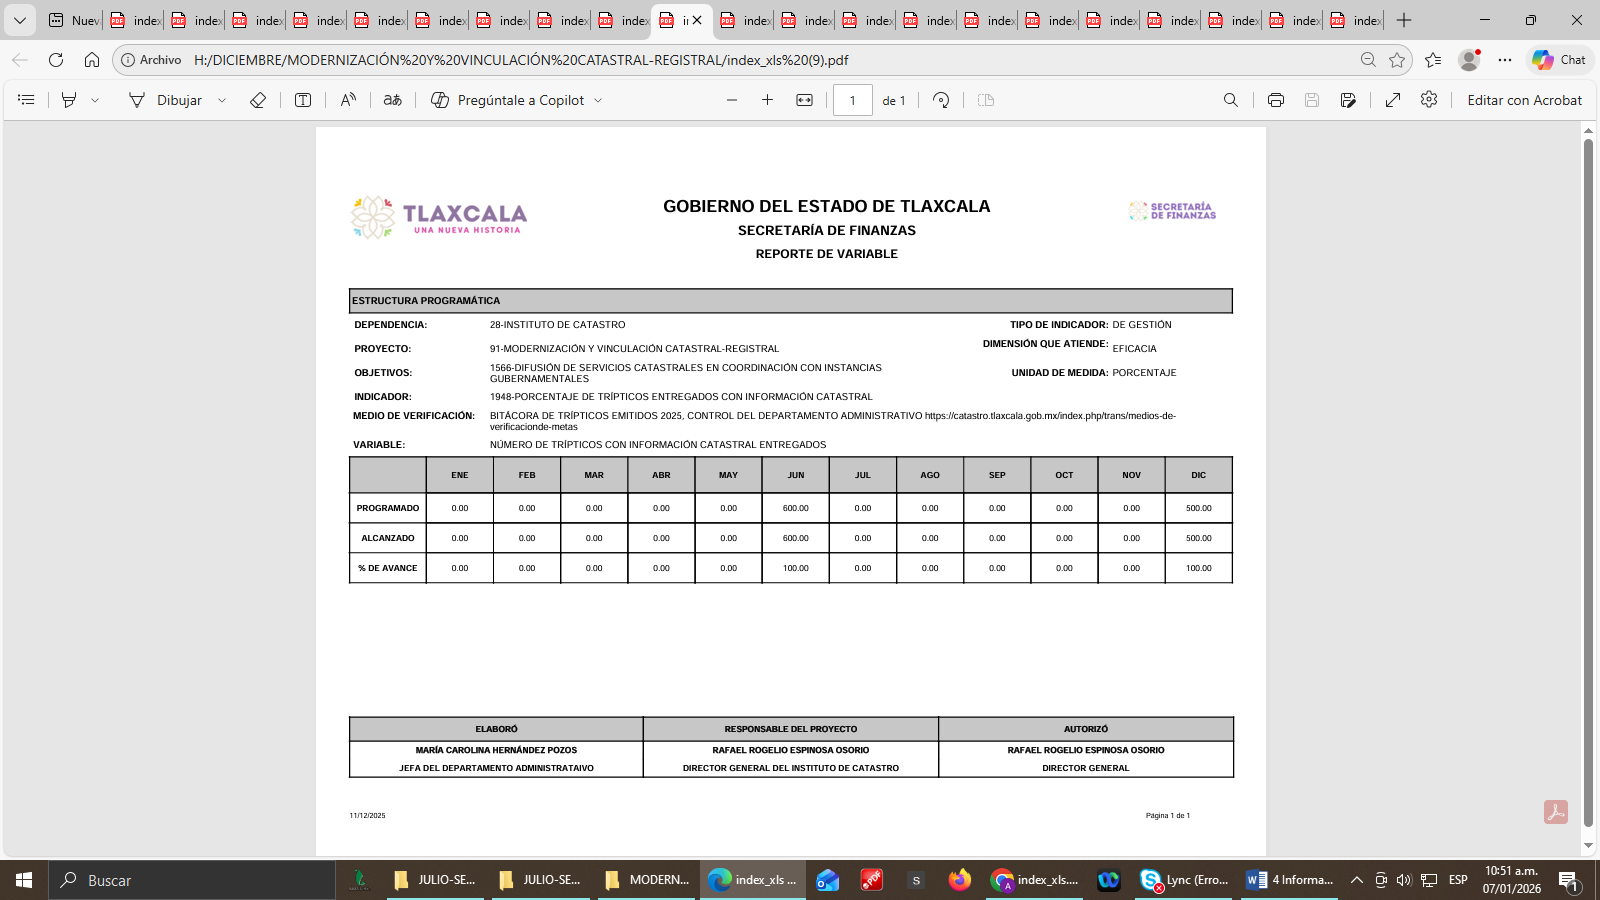 Nueva
index
index
index
index
index
index
index
index
index
in
index
index
index
index
index
index
index
index
index
index
index
Archivo
H:/DICIEMBRE/MODERNIZACIÓN%20Y%20VINCULACIÓN%20CATASTRAL-REGISTRAL/index_xls%20(9).pdf
Chat
Dibujar
Pregúntale a Copilot
1 de 1
Editar con Acrobat
TLAXCALA
UNA NUEVA HISTORIA
GOBIERNO DEL ESTADO DE TLAXCALA
SECRETARÍA DE FINANZAS
REPORTE DE VARIABLE
SECRETARÍA
DE FINANZAS
ESTRUCTURA PROGRAMÁTICA
DEPENDENCIA: 28-INSTITUTO DE CATASTRO TIPO DE INDICADOR: DE GESTIÓN
PROYECTO: 91-MODERNIZACIÓN Y VINCULACIÓN CATASTRAL-REGISTRAL DIMENSIÓN QUE ATIENDE: EFICACIA
OBJETIVOS: 1566-DIFUSIÓN DE SERVICIOS CATASTRALES EN COORDINACIÓN CON INSTANCIAS
GUBERNAMENTALES
UNIDAD DE MEDIDA: PORCENTAJE
INDICADOR: 1948-PORCENTAJE DE TRÍPTICOS ENTREGADOS CON INFORMACIÓN CATASTRAL
MEDIO DE VERIFICACIÓN: BITÁCORA DE TRÍPTICOS EMITIDOS 2025, CONTROL DEL DEPARTAMENTO ADMINISTRATIVO https://catastro.tlaxcala.gob.mx/index.php/trans/medios-de-
verificacionde-metas
VARIABLE: NÚMERO DE TRÍPTICOS CON INFORMACIÓN CATASTRAL ENTREGADOS
ENE FEB MAR ABR MAY JUN JUL AGO SEP OCT NOV DIC
PROGRAMADO 0.00 0.00 0.00 0.00 0.00 600.00 0.00 0.00 0.00 0.00 0.00 500.00
ALCANZADO 0.00 0.00 0.00 0.00 0.00 600.00 0.00 0.00 0.00 0.00 0.00 500.00
% DE AVANCE 0.00 0.00 0.00 0.00 0.00 100.00 0.00 0.00 0.00 0.00 0.00 100.00
ELABORÓ RESPONSABLE DEL PROYECTO AUTORIZÓ
MARÍA CAROLINA HERNÁNDEZ POZOS RAFAEL ROGELIO ESPINOSA OSORIO RAFAEL ROGELIO ESPINOSA OSORIO
JEFA DEL DEPARTAMENTO ADMINISTRATAIVO DIRECTOR GENERAL DEL INSTITUTO DE CATASTRO DIRECTOR GENERAL
11/12/2025 Página 1 de 1
Buscar
JULIO-SE...
JULIO-SE...
MODERN...
index_xls ...
index_xls....
Lync (Erro...
4 Informa...
ESP
10:51 a.m.
07/01/2026
1